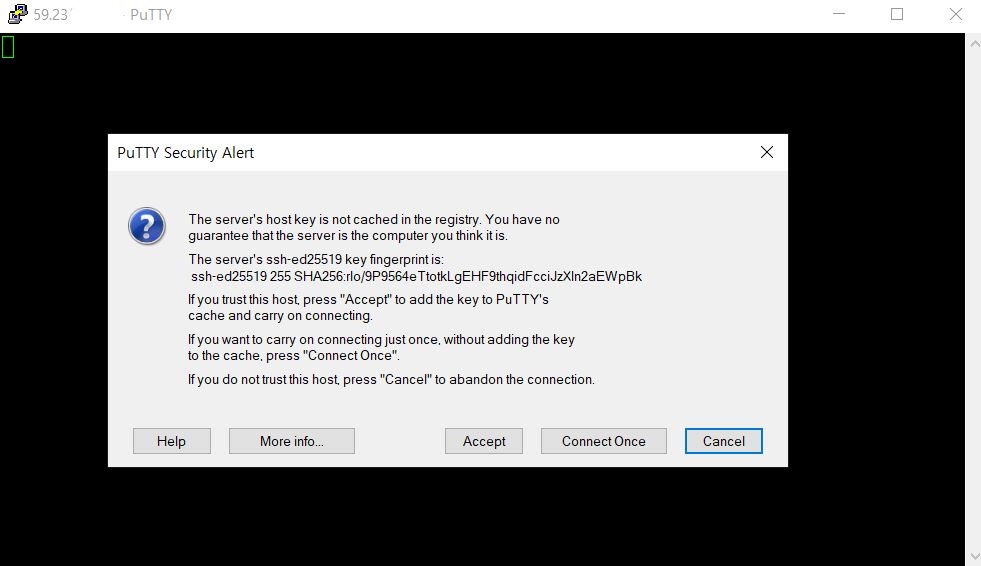 59.23 - PuTTY
PuTTY Security Alert
The server's host key is not cached in the registry. You have no
guarantee that the server is the computer you think it is.
The server's ssh-ed25519 key fingerprint is:
ssh-ed25519 255 SHA256:rlo/9P9564eTtotkLgEHF9thqidFcciJzXln2aEWpBk
If you trust this host, press "Accept" to add the key to PuTTY's
cache and carry on connecting.
If you want to carry on connecting just once, without adding the key
to the cache, press "Connect Once".
If you do not trust this host, press "Cancel" to abandon the connection.
Help
More info...
Accept
Connect Once
Cancel